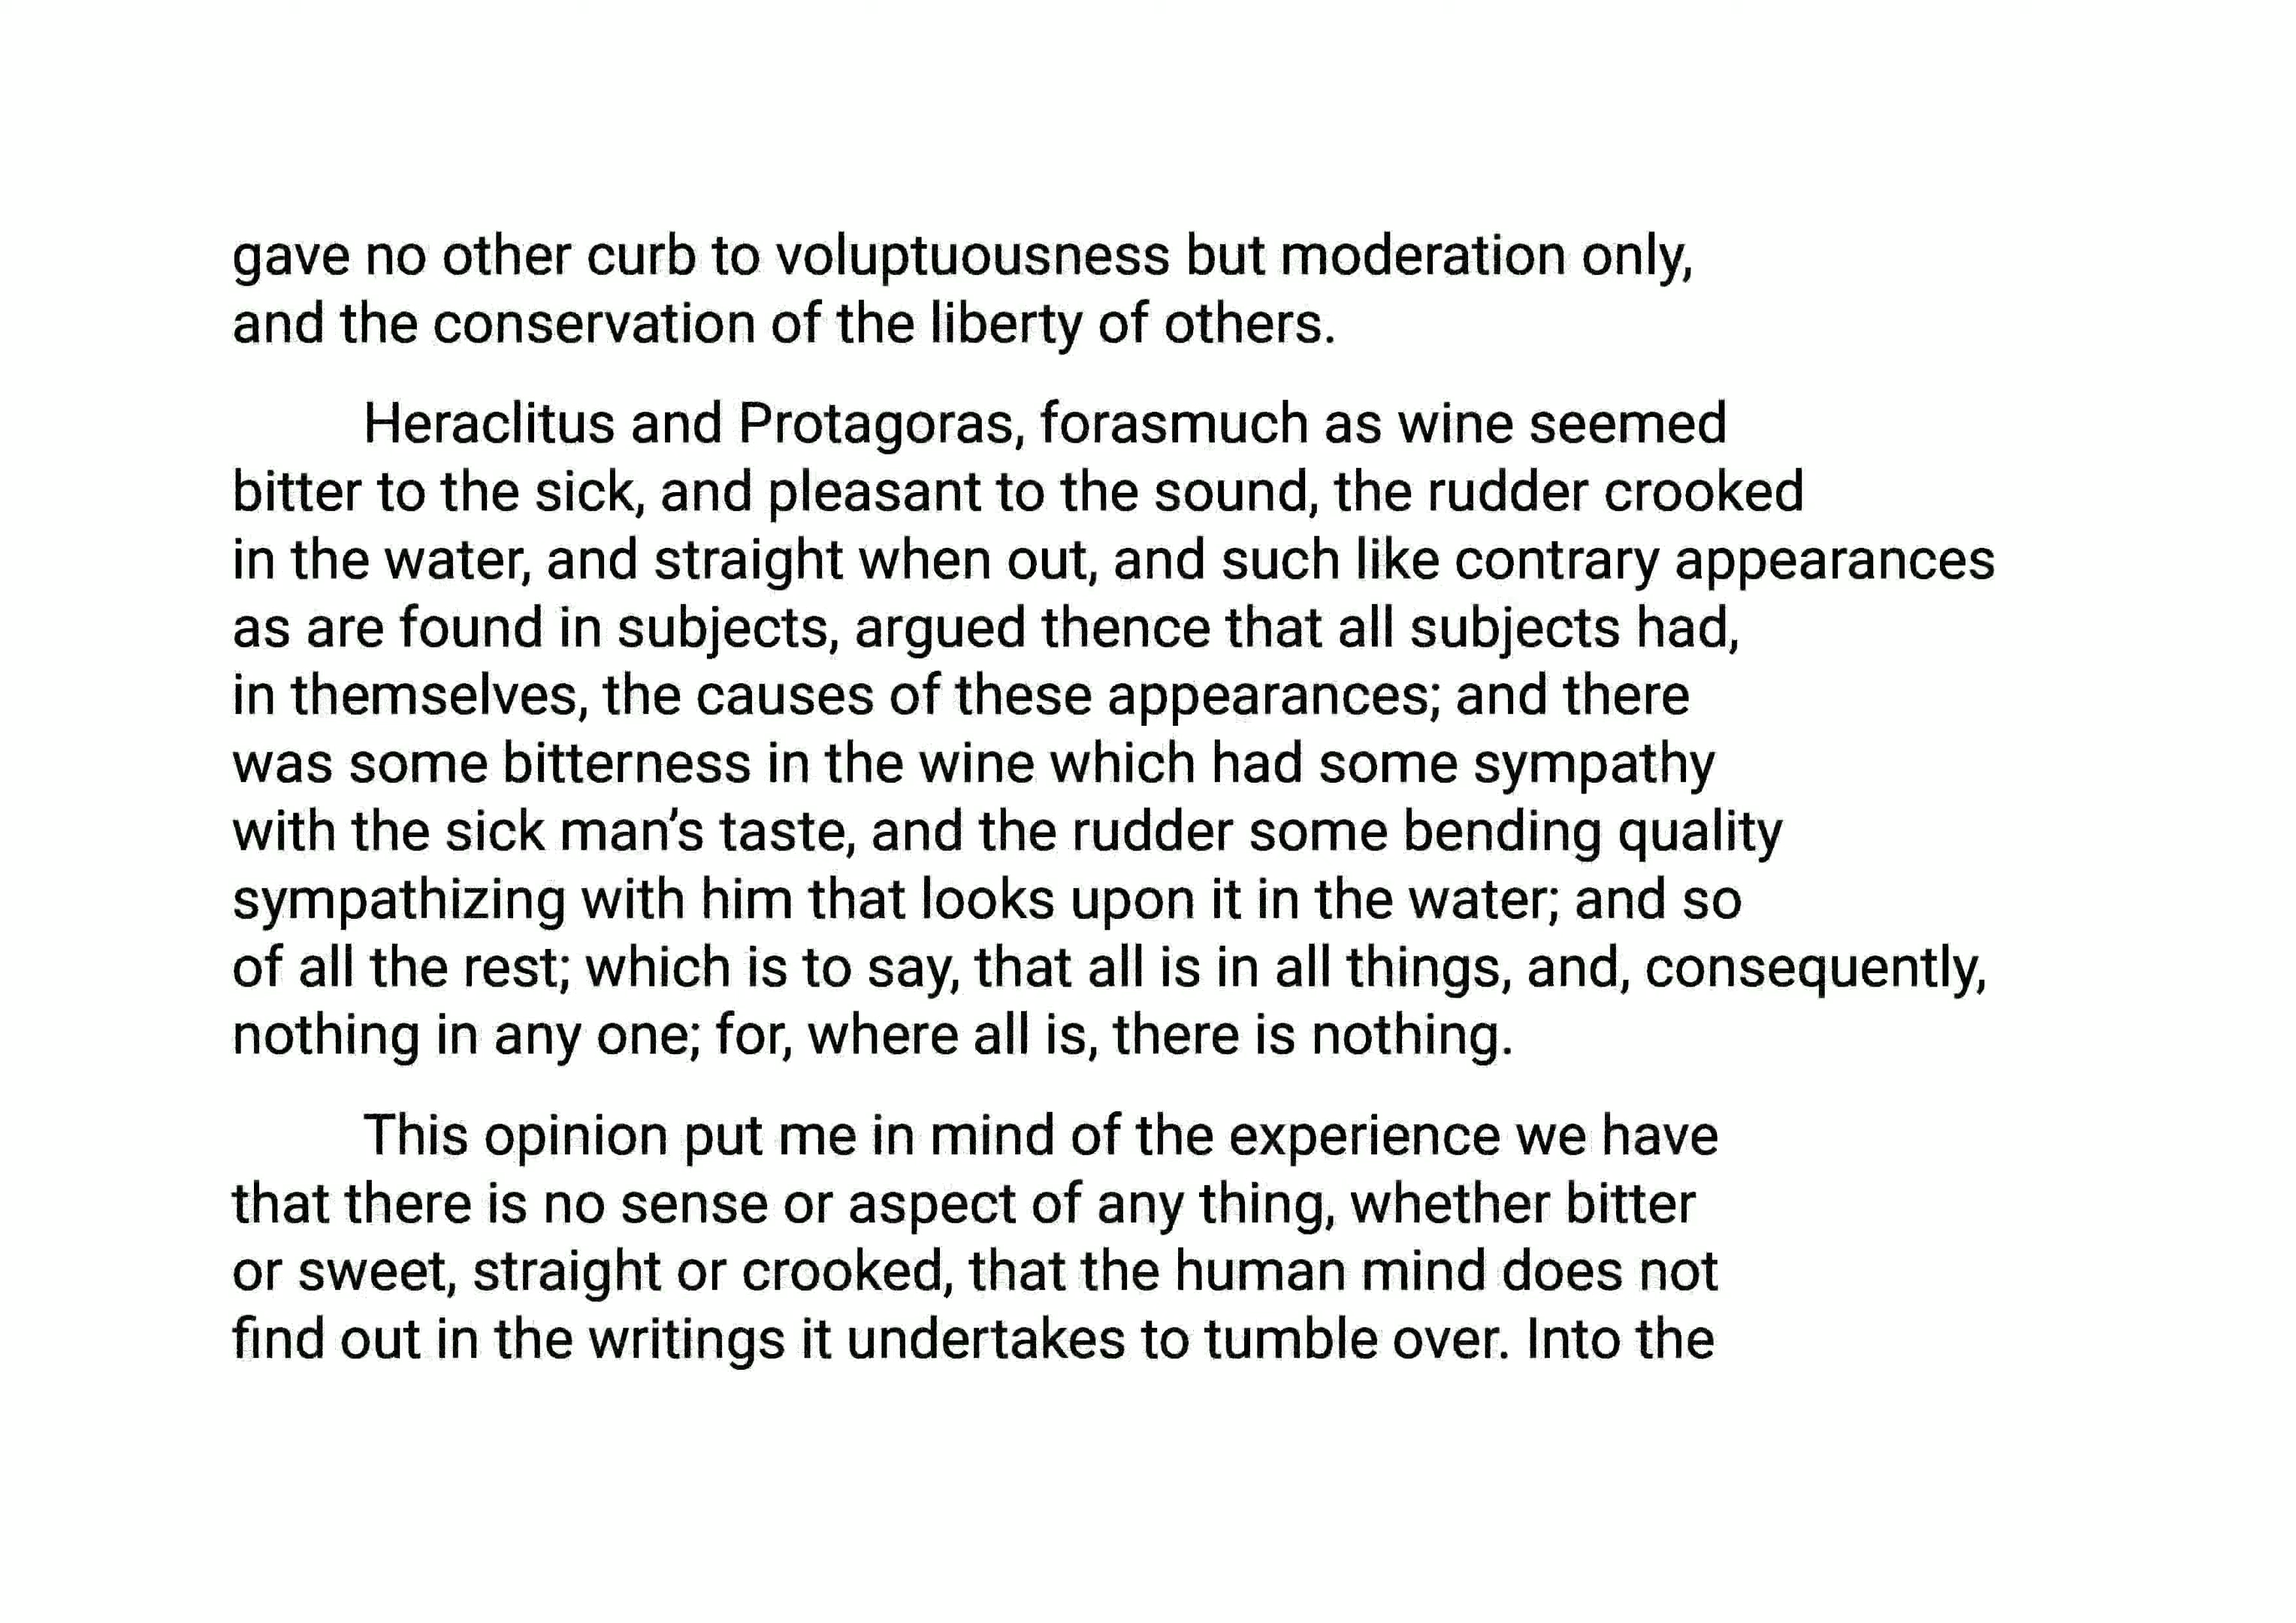 gave no other curb to voluptuousness but moderation only,
and the conservation of the liberty of others.
Heraclitus and Protagoras, forasmuch as wine seemed
bitter to the sick, and pleasant to the sound, the rudder crooked
in the water, and straight when out, and such like contrary appearances
as are found in subjects, argued thence that all subjects had,
in themselves, the causes of these appearances; and there
was some bitterness in the wine which had some sympathy
with the sick man’s taste, and the rudder some bending quality
sympathizing with him that looks upon it in the water; and so
of all the rest; which is to say, that all is in all things, and, consequently,
nothing in any one; for, where all is, there is nothing.
This opinion put me in mind of the experience we have
that there is no sense or aspect of any thing, whether bitter
or sweet, straight or crooked, that the human mind does not
find out in the writings it undertakes to tumble over. Into the